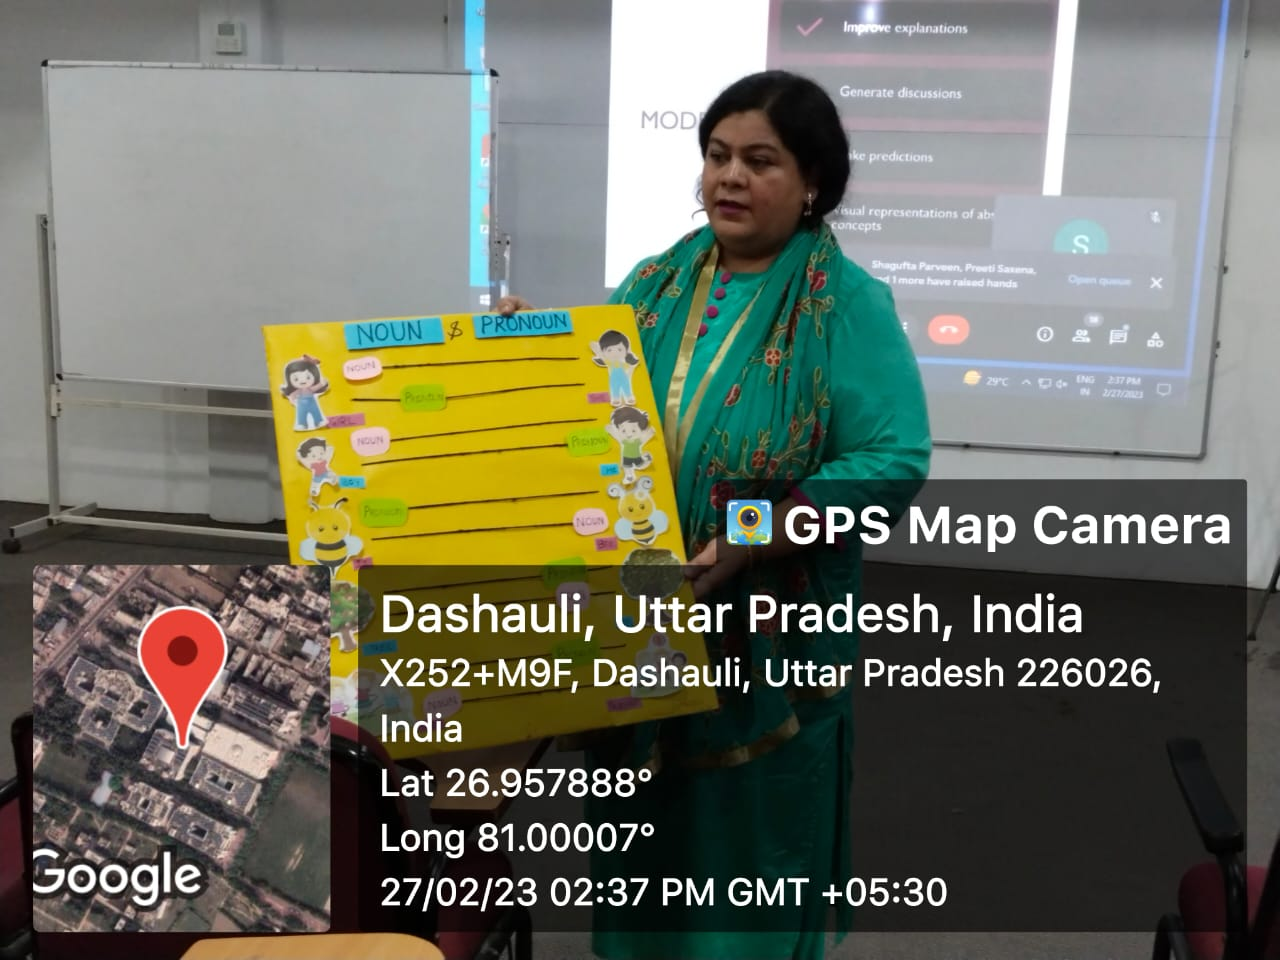 Improve explanations
Generate discussions
ke predictions
Visual representations of abs
concepts
S
Shagufta Parveen, Preeti Saxena,
nd 1 more have raised hands
Open queue
29°C
ENG
IN
2:37 PM
2/27/2023
NOUN & PRONOUN
NOUN
PRONOUN
GIRL
NOUN
PRONOUN
BOY
HE
PRONOUN
NOUN
NOUN
GPS Map Camera
Dashauli, Uttar Pradesh, India
X252+M9F, Dashauli, Uttar Pradesh 226026,
India
Lat 26.957888°
Long 81.00007°
27/02/23 02:37 PM GMT +05:30
Google